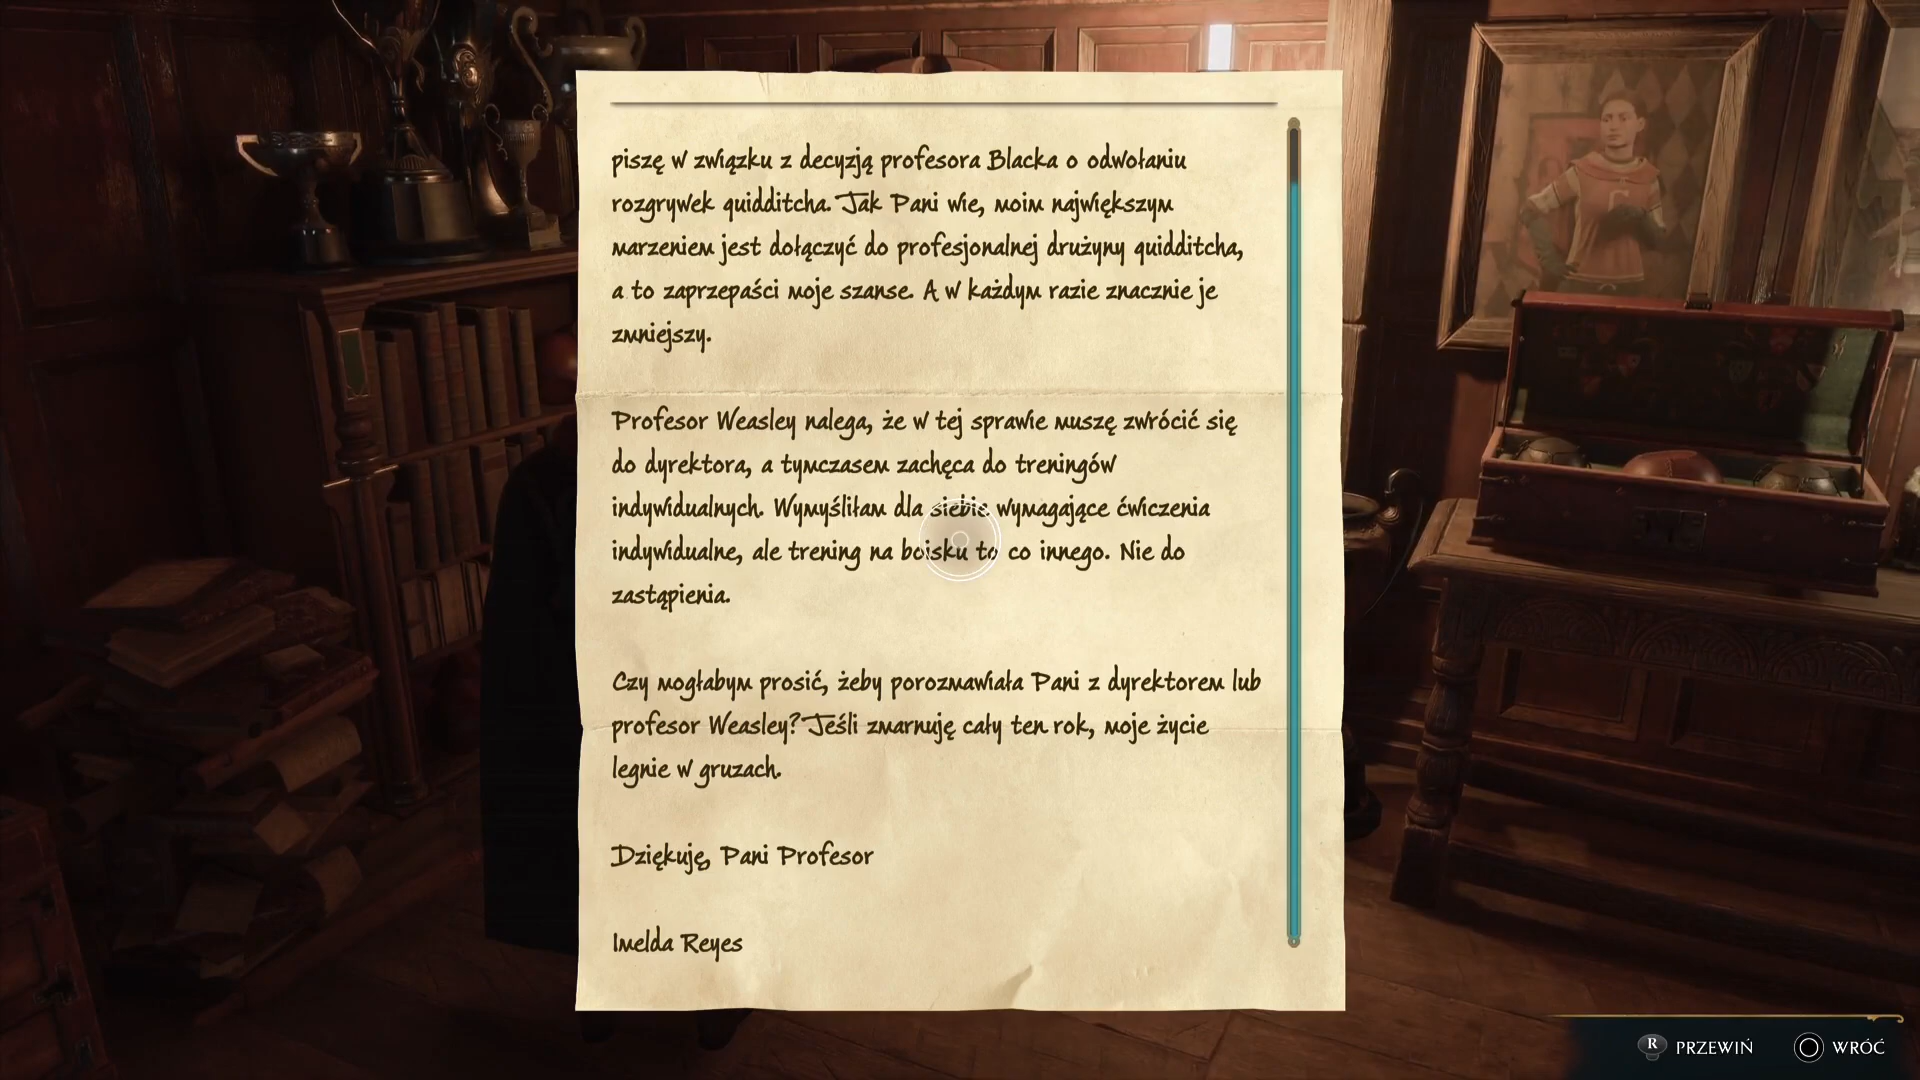 piszę w związku z decyzją profesora Blacka o odwołaniu
rozgrywek quidditcha. Jak Pani wie, moim największym
marzeniem jest dołączyć do profesjonalnej drużyny quidditcha,
a to zaprzepaści moje szanse. A w każdym razie znacznie je
zmniejszy.
Profesor Weasley nalega, że w tej sprawie muszę zwrócić się
do dyrektora, a tymczasem zachęca do treningów
indywidualnych. Wymyśliłam dla siebie wymagające ćwiczenia
indywidualne, ale trening na boisku to co innego. Nie do
zastąpienia.
Czy mogłabym prosić, żeby porozmawiała Pani z dyrektorem lub
profesor Weasley? Jeśli zmarnuję cały ten rok, moje życie
legnie w gruzach.
Dziękuję, Pani Profesor
Imelda Reyes
R PRZEWIŃ WRÓĆ